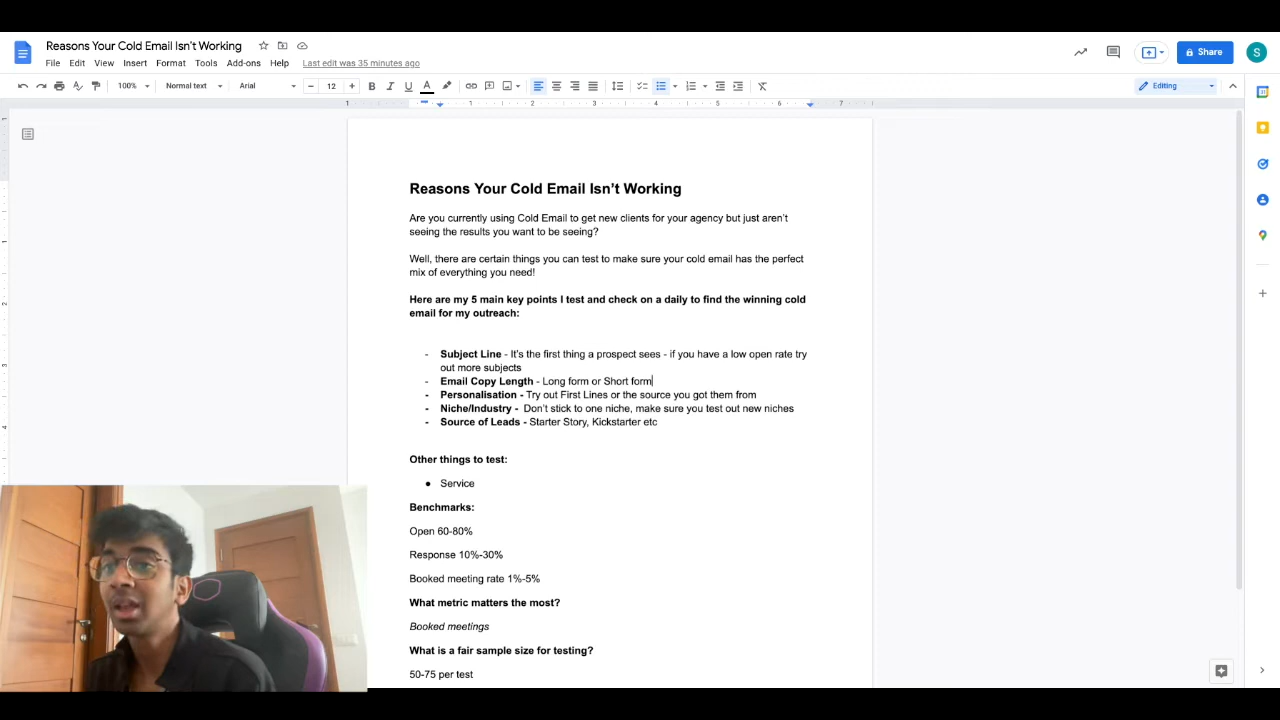 Reasons Your Cold Email Isn't Working
File Edit View Insert Format Tools Add-ons Help Last edit was 35 minutes ago
Share
S
100% Normal text Arial 12 B I U A Editing
1 1 2 3 4 5 6 7
Reasons Your Cold Email Isn't Working
Are you currently using Cold Email to get new clients for your agency but just aren't
seeing the results you want to be seeing?
Well, there are certain things you can test to make sure your cold email has the perfect
mix of everything you need!
Here are my 5 main key points I test and check on a daily to find the winning cold
email for my outreach:
- Subject Line - It's the first thing a prospect sees - if you have a low open rate try
out more subjects
- Email Copy Length - Long form or Short form
- Personalisation - Try out First Lines or the source you got them from
- Niche/Industry - Don't stick to one niche, make sure you test out new niches
- Source of Leads - Starter Story, Kickstarter etc
Other things to test:
● Service
Benchmarks:
Open 60-80%
Response 10%-30%
Booked meeting rate 1%-5%
What metric matters the most?
Booked meetings
What is a fair sample size for testing?
50-75 per test